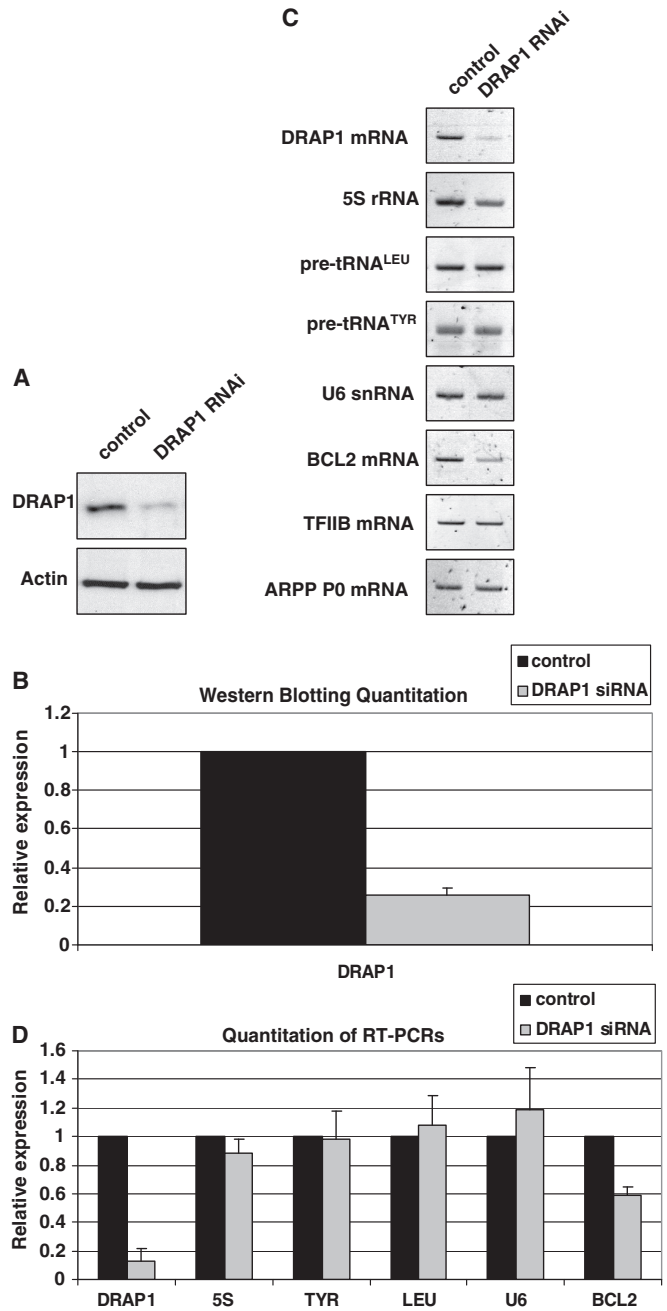 C
control
DRAP1 RNAi
DRAP1 mRNA
5S rRNA
pre-tRNALEU
pre-tRNATYR
U6 snRNA
BCL2 mRNA
TFIIB mRNA
ARPP P0 mRNA
A
control
DRAP1 RNAi
DRAP1
Actin
B
control
DRAP1 siRNA
Western Blotting Quantitation
Relative expression
1.2
1
0.8
0.6
0.4
0.2
0
DRAP1
D
control
DRAP1 siRNA
Quantitation of RT-PCRs
Relative expression
1.6
1.4
1.2
1
0.8
0.6
0.4
0.2
0
DRAP1 5S TYR LEU U6 BCL2